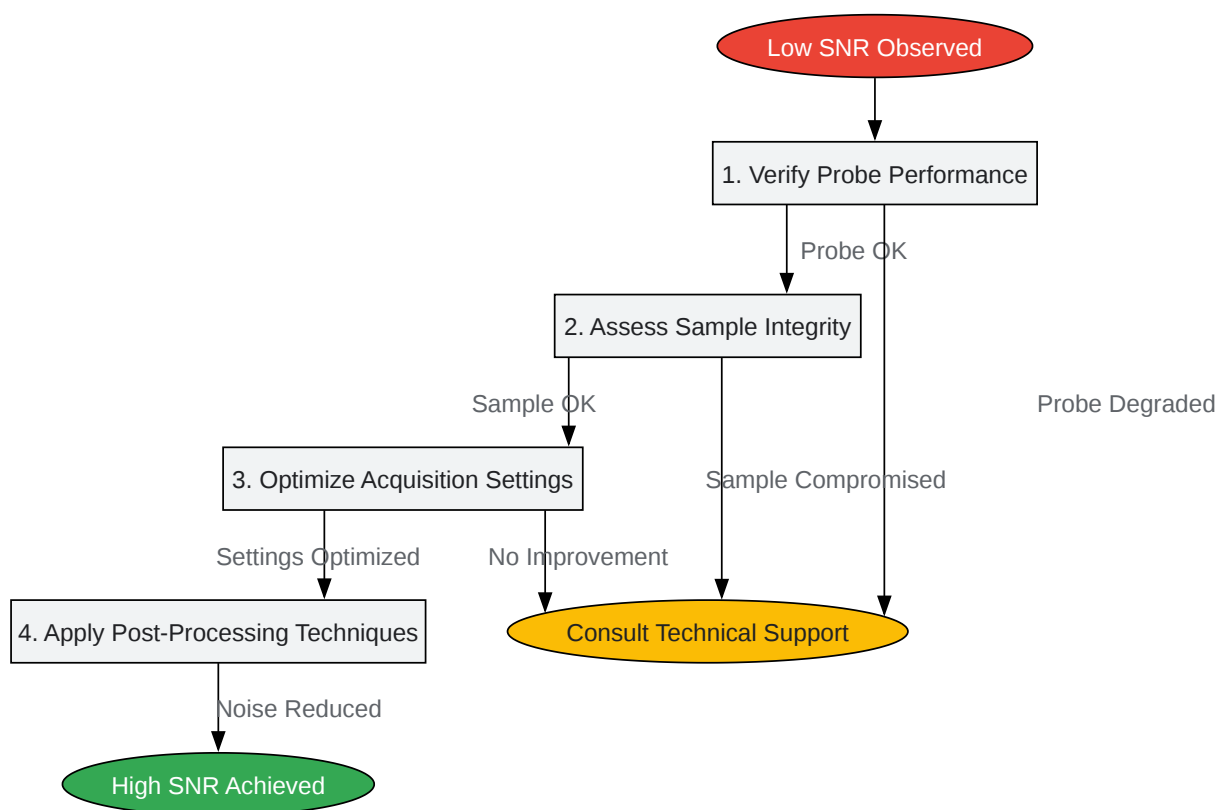 Low SNR Observed
1. Verify Probe Performance
Probe OK
2. Assess Sample Integrity
Sample OK
Probe Degraded
3. Optimize Acquisition Settings
Sample Compromised
Settings Optimized
No Improvement
4. Apply Post-Processing Techniques
Consult Technical Support
Noise Reduced
High SNR Achieved